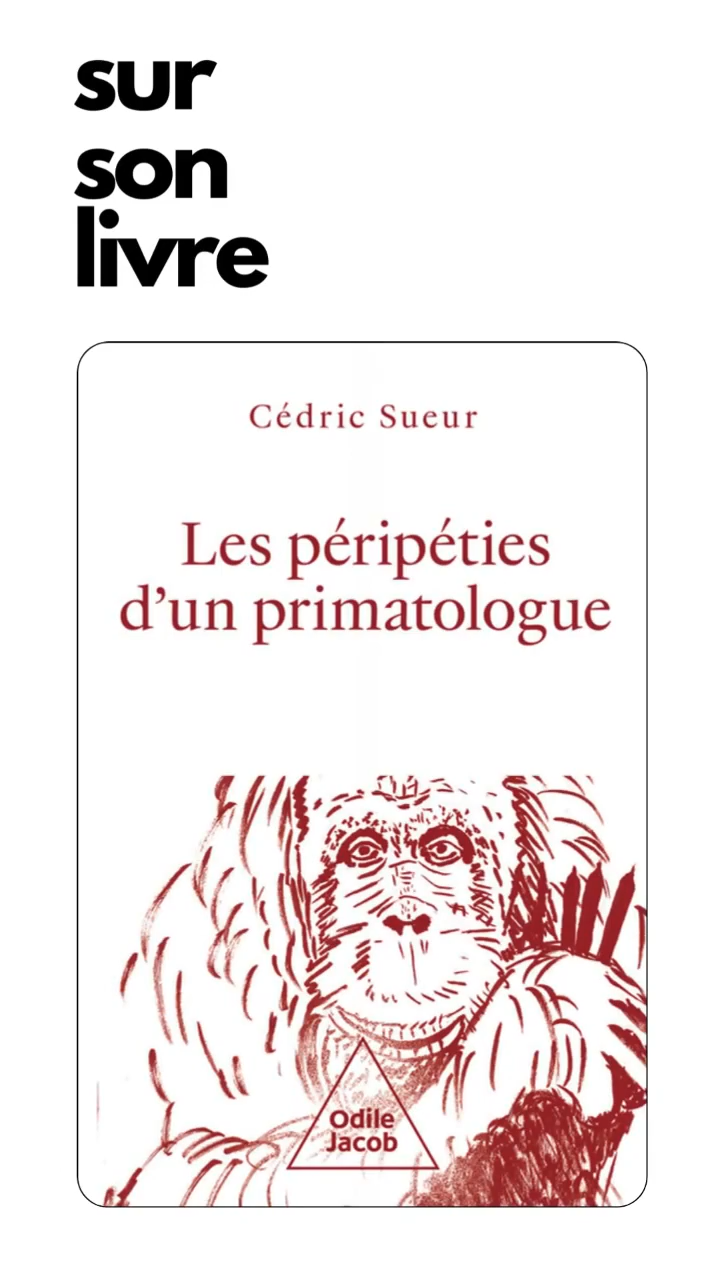 sur
son
livre
Cédric Sueur
Les péripéties
d’un primatologue
Odile
Jacob